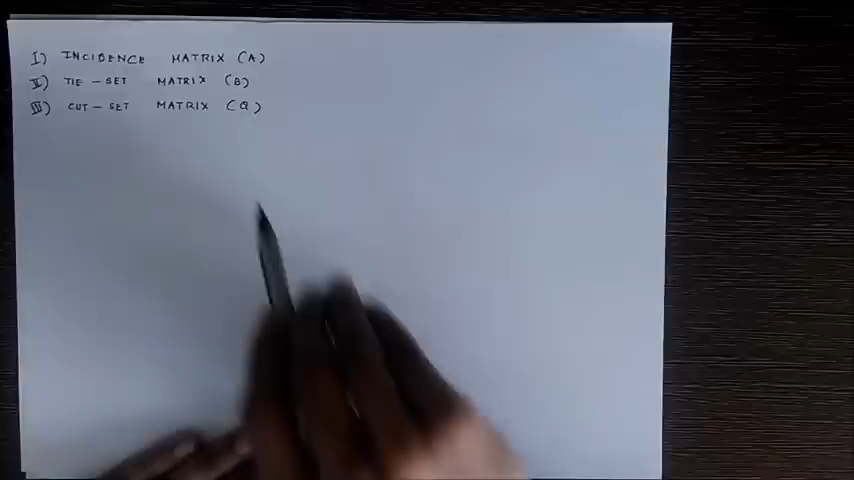 I) INCIDENCE MATRIX (A)
II) TIE - SET MATRIX (B)
III) CUT - SET MATRIX (Q)